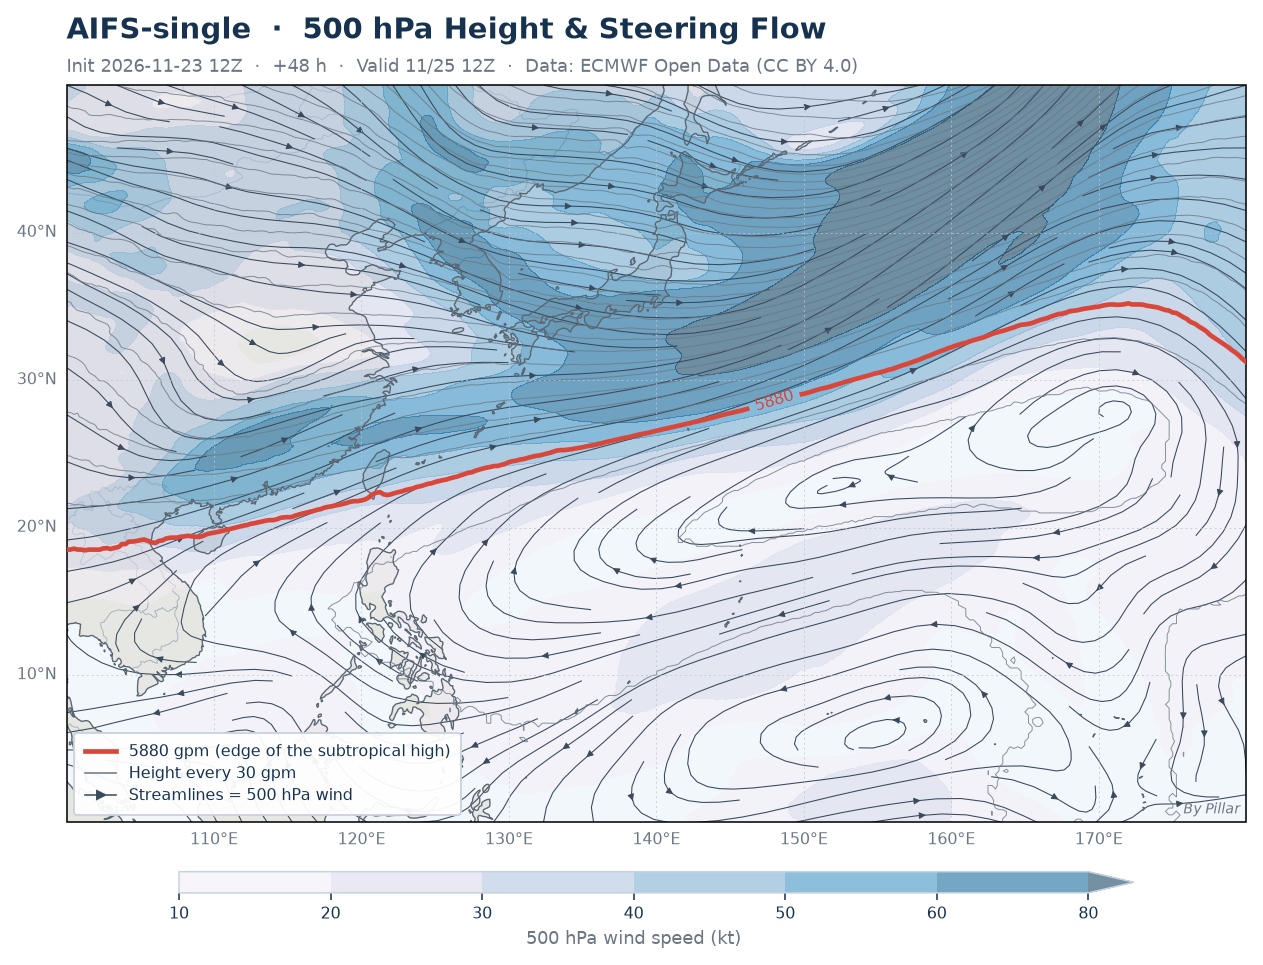 AIFS-single · 500 hPa Height & Steering Flow
Init 2026-11-23 12Z · +48 h · Valid 11/25 12Z · Data: ECMWF Open Data (CC BY 4.0)
40°N
30°N
5880
20°N
10°N
5880 gpm (edge of the subtropical high)
Height every 30 gpm
Streamlines = 500 hPa wind
By Pillar
110°E 120°E 130°E 140°E 150°E 160°E 170°E
10 20 30 40 50 60 80
500 hPa wind speed (kt)